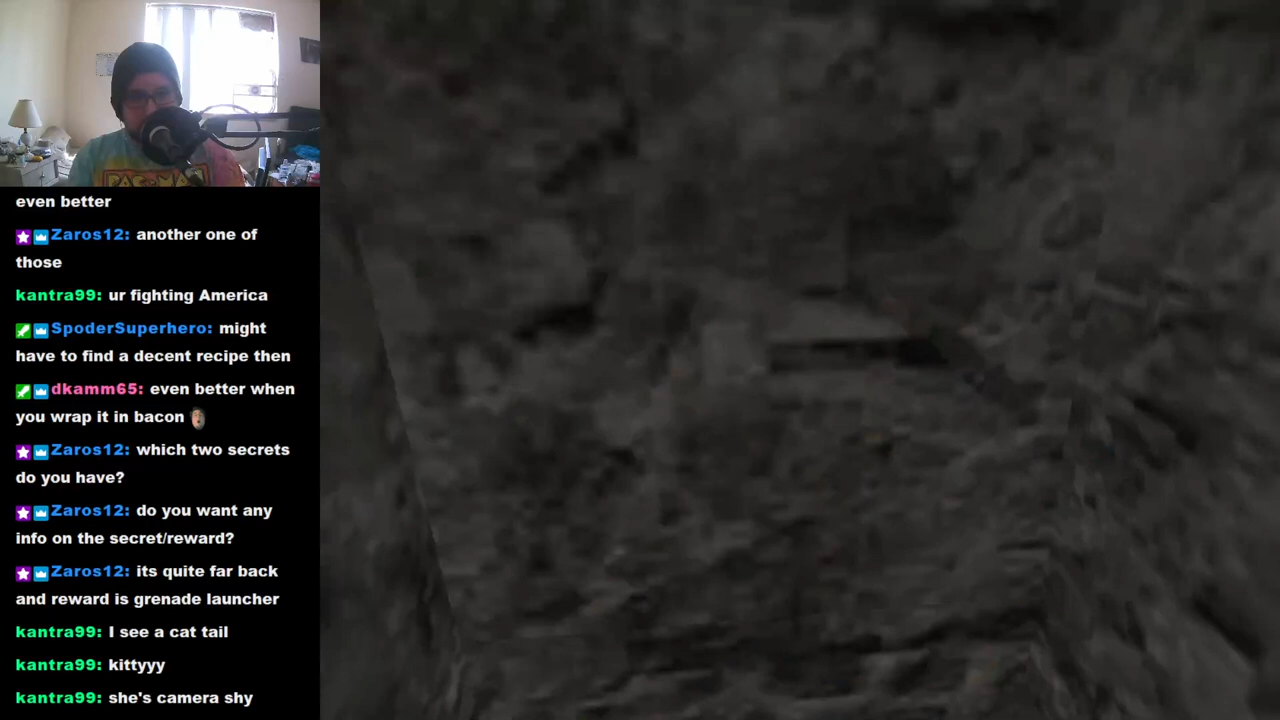 PAC-MAN
even better
Zaros12: another one of
those
kantra99: ur fighting America
SpoderSuperhero: might
have to find a decent recipe then
dkamm65: even better when
you wrap it in bacon
Zaros12: which two secrets
do you have?
Zaros12: do you want any
info on the secret/reward?
Zaros12: its quite far back
and reward is grenade launcher
kantra99: I see a cat tail
kantra99: kittyyy
kantra99: she's camera shy